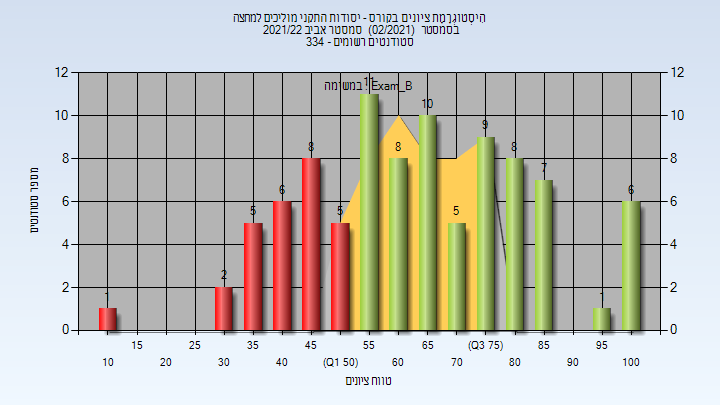 היסטוגרמת ציונים בקורס - יסודות התקני מוליכים למחצה
בסמסטר (02/2021) סמסטר אביב 2021/22
סטודנטים רשומים - 334
במשימה : Exam_B
12 12
10 10
8 8
6 6
4 4
2 2
0 0
מספר סטודנטים
1 2 5 6 8 5 11 8 10 5 9 8 7 1 6
15 25 35 45 55 65 (Q3 75) 85 95
10 20 30 40 (Q1 50) 60 70 80 90 100
טווח ציונים